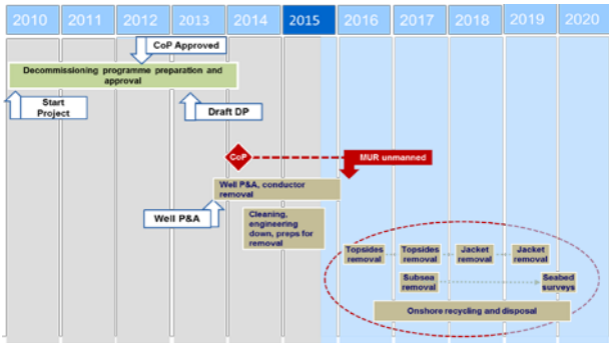 2010 2011 2012 2013 2014 2015 2016 2017 2018 2019 2020
CoP Approved
Decommissioning programme preparation and
approval
Start
Project
Draft DP
CoP
MUR unmanned
Well P&A, conductor
removal
Well P&A
Cleaning,
engineering
down, preps for
removal
Topsides
removal
Topsides
removal
Jacket
removal
Jacket
removal
Subsea
removal
Seabed
surveys
Onshore recycling and disposal